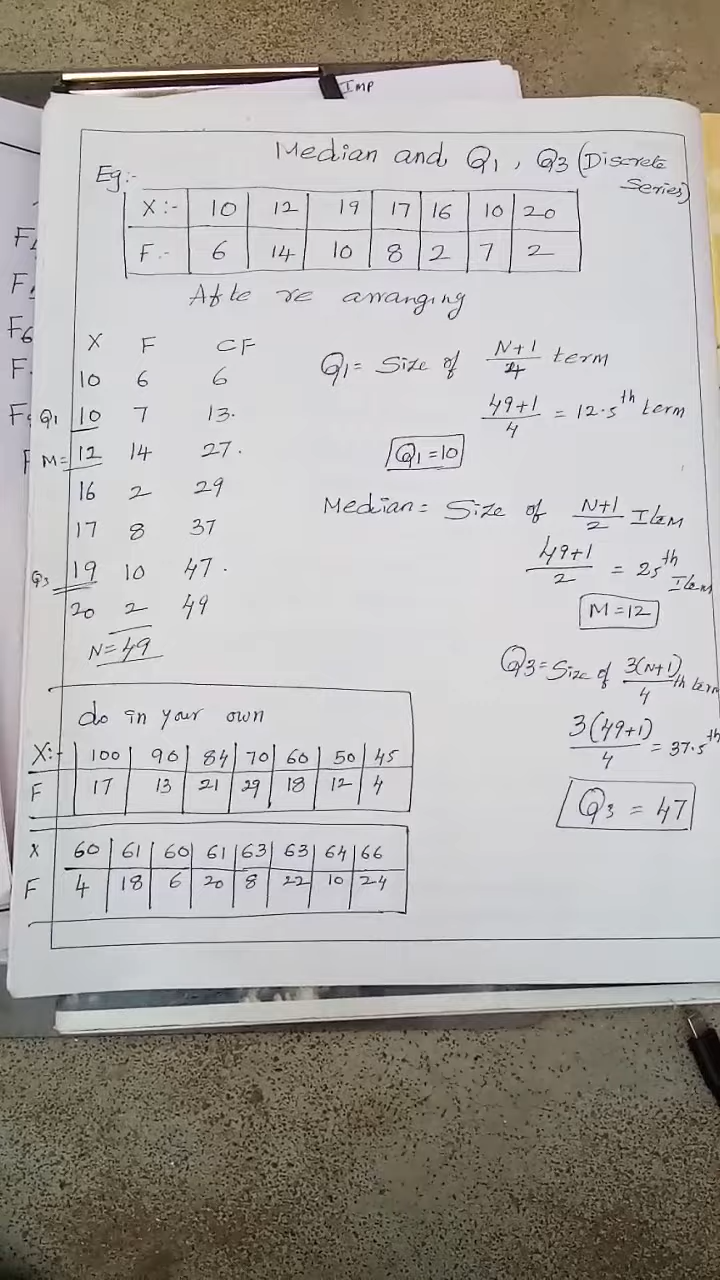 IMP
Median and Q1, Q3 (Discrete
Series)
Eg:-
X:- 10 12 19 17 16 10 20
F:- 6 14 10 8 2 7 2
Afte re arranging
X F CF
10 6 6
Q1 10 7 13.
M= 12 14 27.
16 2 29
17 8 37
Q3 19 10 47.
20 2 49
N=49
Q1= Size of N+1/4 term
49+1/4 = 12.5th term
Q1=10
Median= Size of N+1/2 Item
49+1/2 = 25th Item
M=12
Q3=Size of 3(N+1)/4 th term
3(49+1)/4 = 37.5th
Q3 = 47
do in your own
X:- 100 90 84 70 60 50 45
F 17 13 21 29 18 12 4
X 60 61 60 61 63 63 64 66
F 4 18 6 20 8 22 10 24